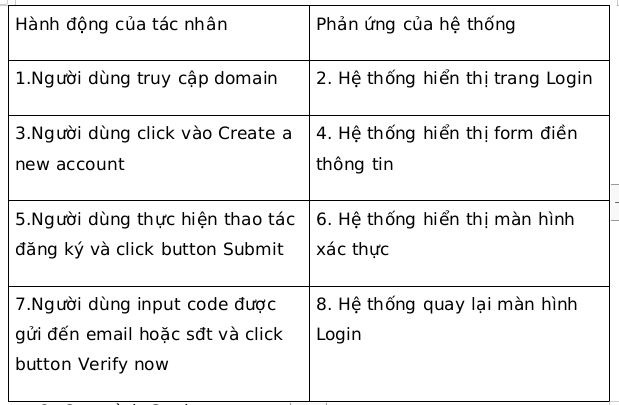 Hành động của tác nhân
Phản ứng của hệ thống
1.Người dùng truy cập domain
2. Hệ thống hiển thị trang Login
3.Người dùng click vào Create a
new account
4. Hệ thống hiển thị form điền
thông tin
5.Người dùng thực hiện thao tác
đăng ký và click button Submit
6. Hệ thống hiển thị màn hình
xác thực
7.Người dùng input code được
gửi đến email hoặc sđt và click
button Verify now
8. Hệ thống quay lại màn hình
Login